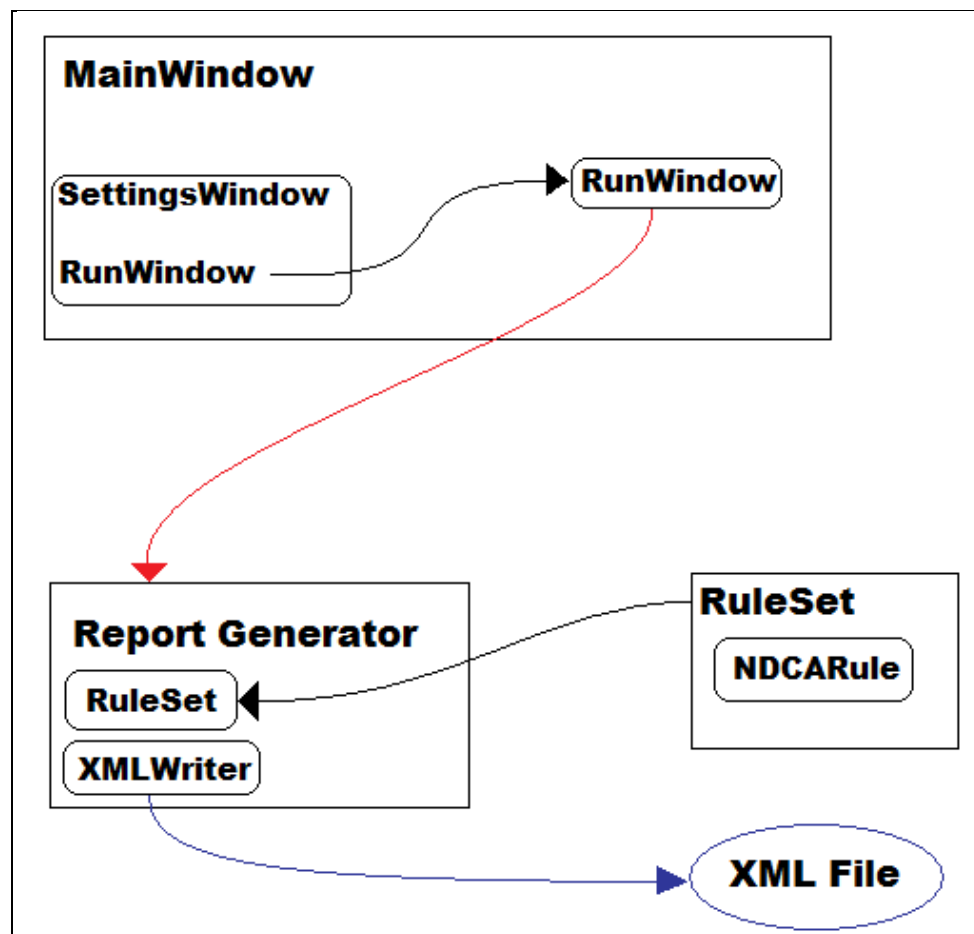 MainWindow
SettingsWindow
RunWindow
RunWindow
Report Generator
RuleSet
XMLWriter
RuleSet
NDCARule
XML File